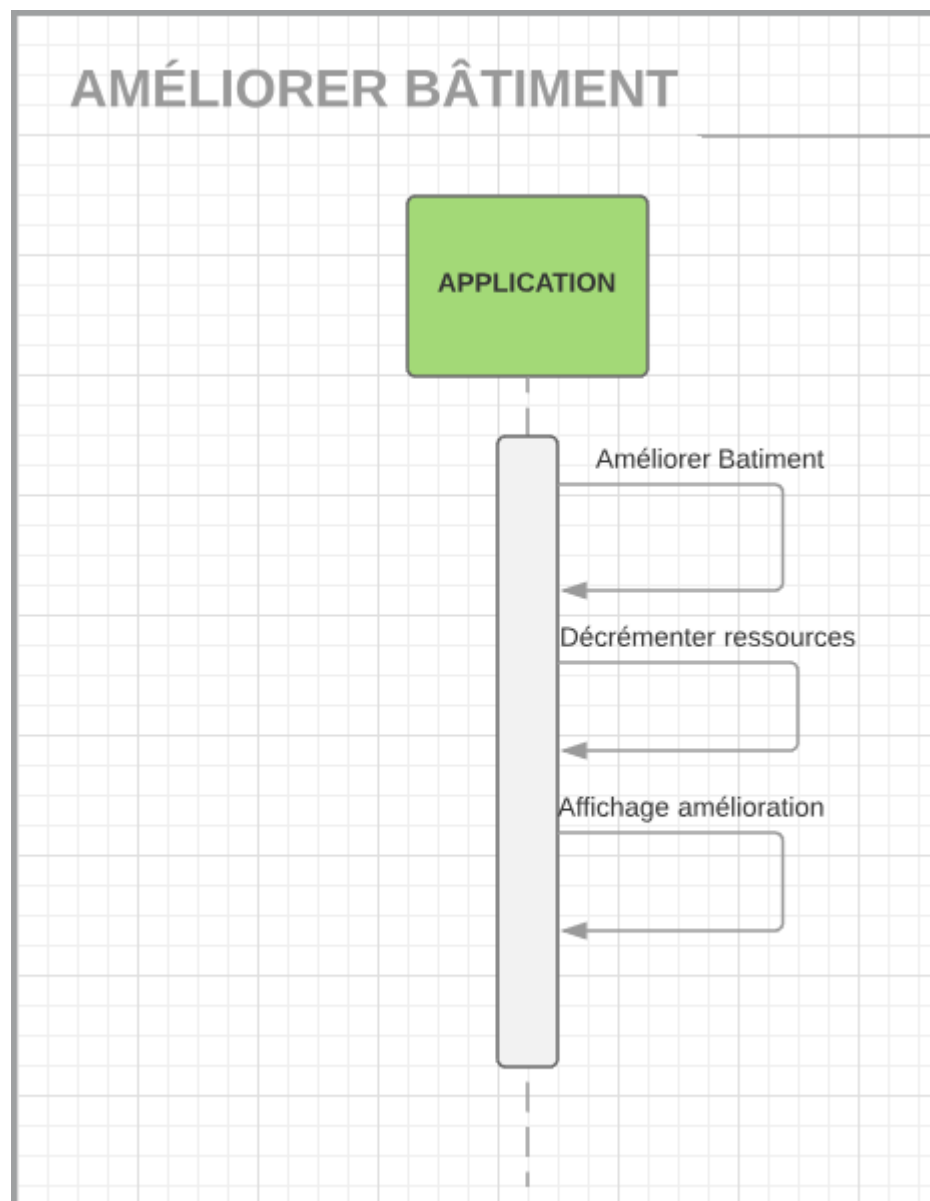 AMÉLIORER BÂTIMENT
APPLICATION
Améliorer Batiment
Décrémenter ressources
Affichage amélioration